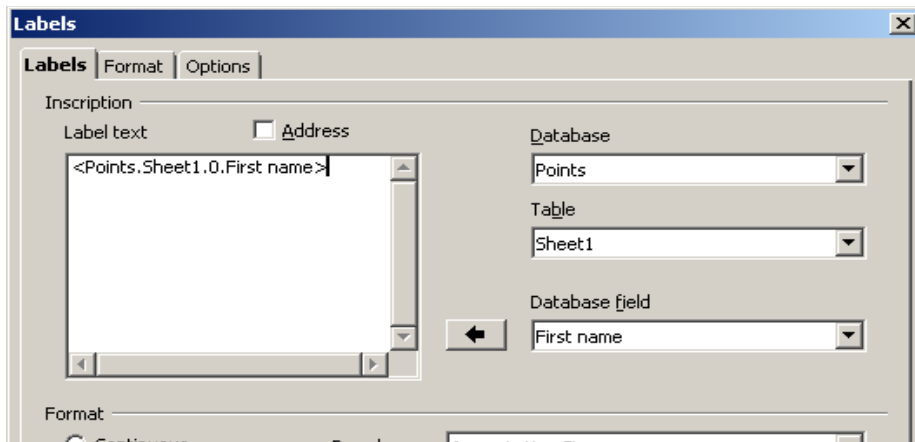 Labels
Labels Format Options
Inscription
Label text Address Database
<Points.Sheet1.0.First name>
Points
Table
Sheet1
Database field
First name
Format
Continuous